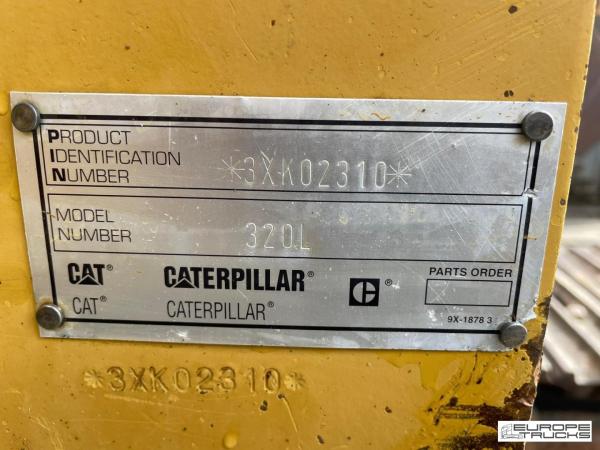 PRODUCT
IDENTIFICATION
NUMBER
*3XK02310*
MODEL
NUMBER
320L
CAT® CATERPILLAR® C
PARTS ORDER
CAT® CATERPILLAR®
9X-1878 3
*3XK02310*
EUROPE
TRUCKS